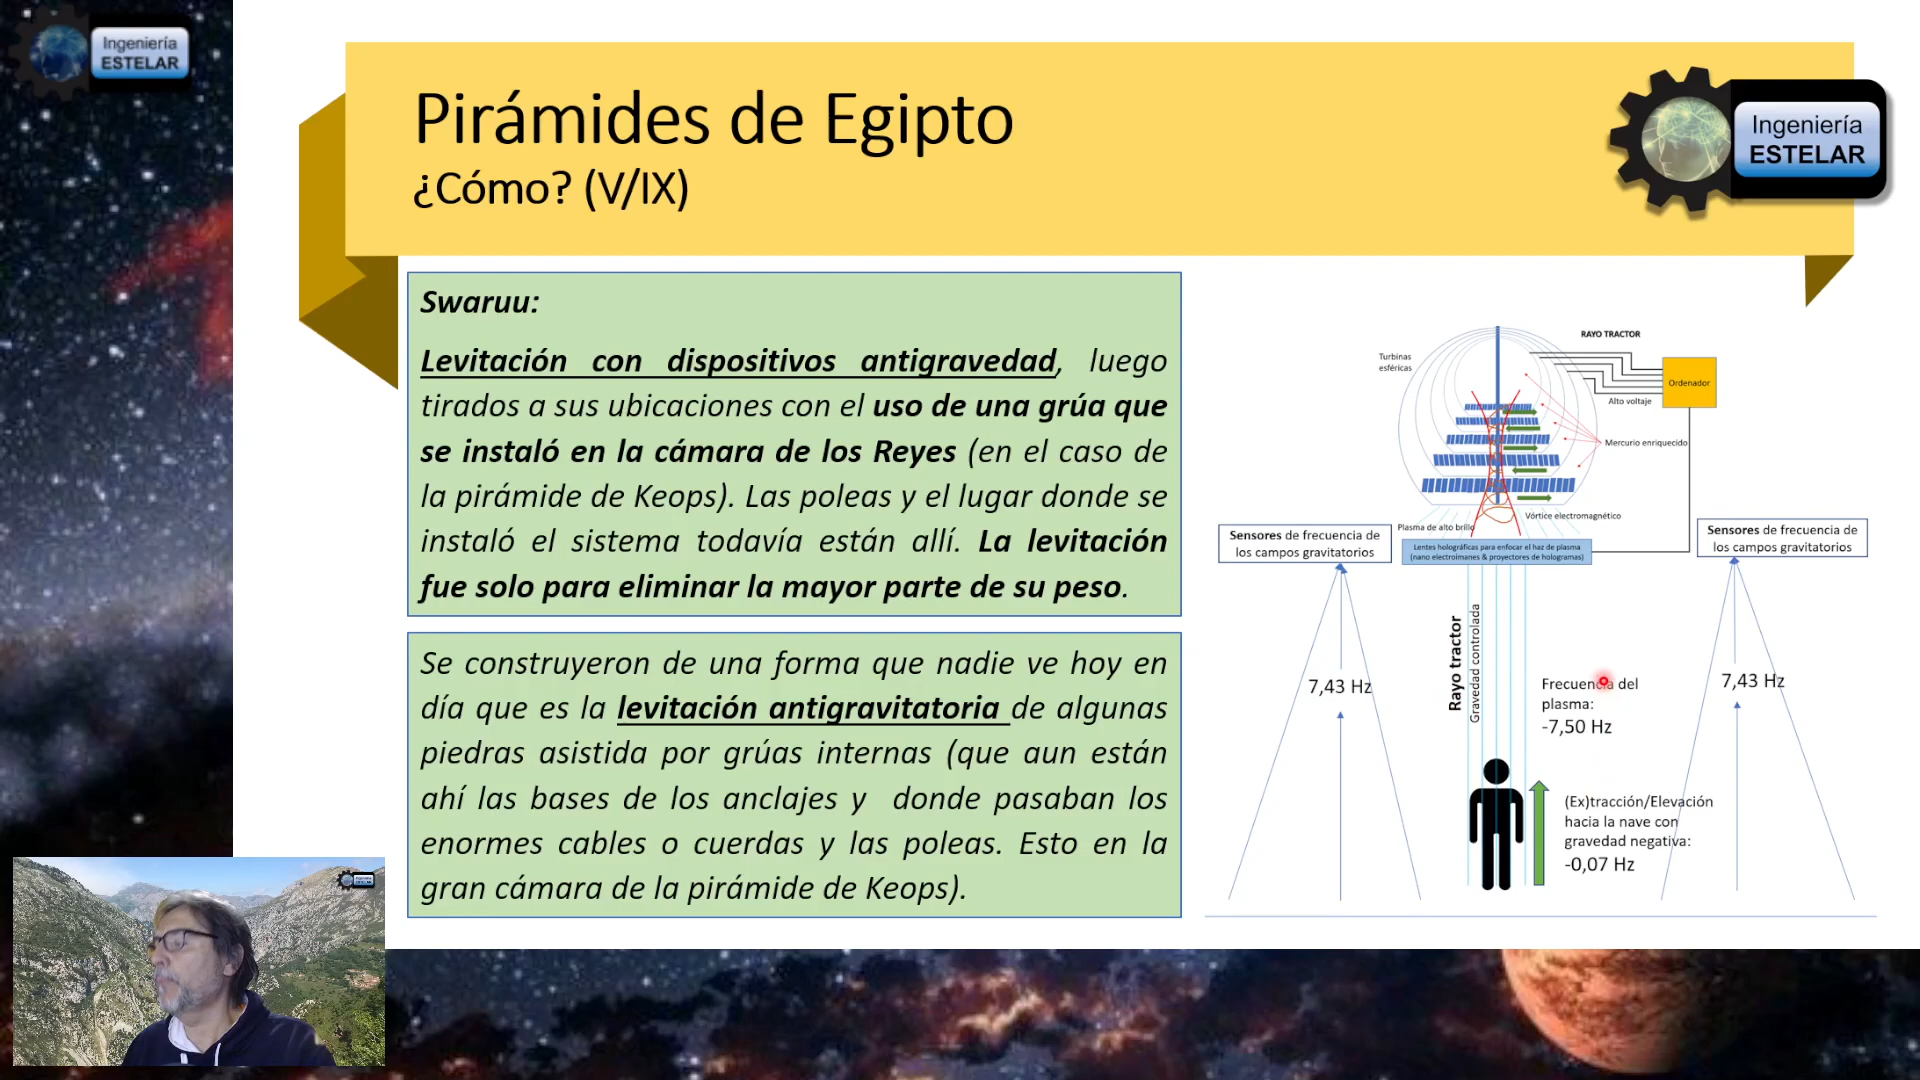 Ingeniería
ESTELAR
Pirámides de Egipto
¿Cómo? (V/IX)
Ingeniería
ESTELAR
Swaruu:
Levitación con dispositivos antigravedad, luego
tirados a sus ubicaciones con el uso de una grúa que
se instaló en la cámara de los Reyes (en el caso de
la pirámide de Keops). Las poleas y el lugar donde se
instaló el sistema todavía están allí. La levitación
fue solo para eliminar la mayor parte de su peso.
Se construyeron de una forma que nadie ve hoy en
día que es la levitación antigravitatoria de algunas
piedras asistida por grúas internas (que aun están
ahí las bases de los anclajes y donde pasaban los
enormes cables o cuerdas y las poleas. Esto en la
gran cámara de la pirámide de Keops).
RAYO TRACTOR
Turbinas
esféricas
Ordenador
Alto voltaje
Mercurio enriquecido
Vórtice electromagnético
Plasma de alto brillo
Sensores de frecuencia de
los campos gravitatorios
Lentes holográficas para enfocar el haz de plasma
(nano electroimanes & proyectores de hologramas)
Sensores de frecuencia de
los campos gravitatorios
7,43 Hz
Rayo tractor
Gravedad controlada
Frecuencia del
plasma:
-7,50 Hz
7,43 Hz
(Ex)tracción/Elevación
hacia la nave con
gravedad negativa:
-0,07 Hz